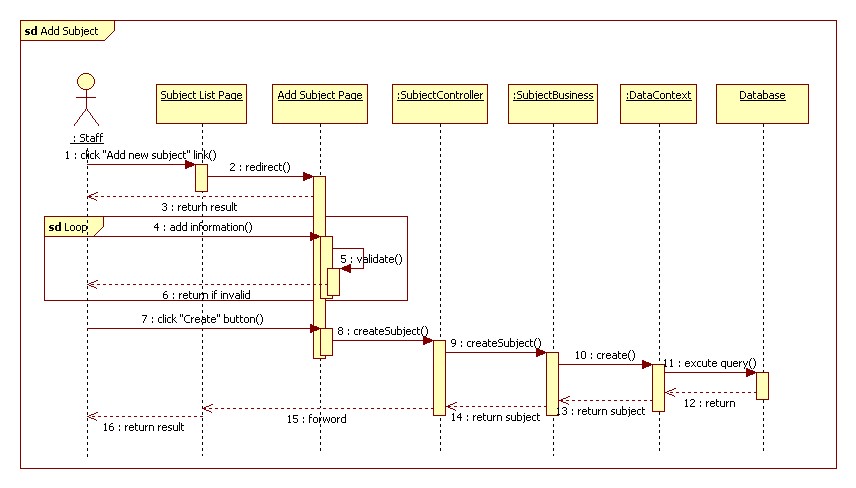 sd Add Subject
Subject List Page
Add Subject Page
:SubjectController
:SubjectBusiness
:DataContext
Database
: Staff
1 : click "Add new subject" link()
2 : redirect()
3 : return result
sd Loop
4 : add information()
5 : validate()
6 : return if invalid
7 : click "Create" button()
8 : createSubject()
9 : createSubject()
10 : create()
11 : excute query()
12 : return
13 : return subject
14 : return subject
15 : forword
16 : return result